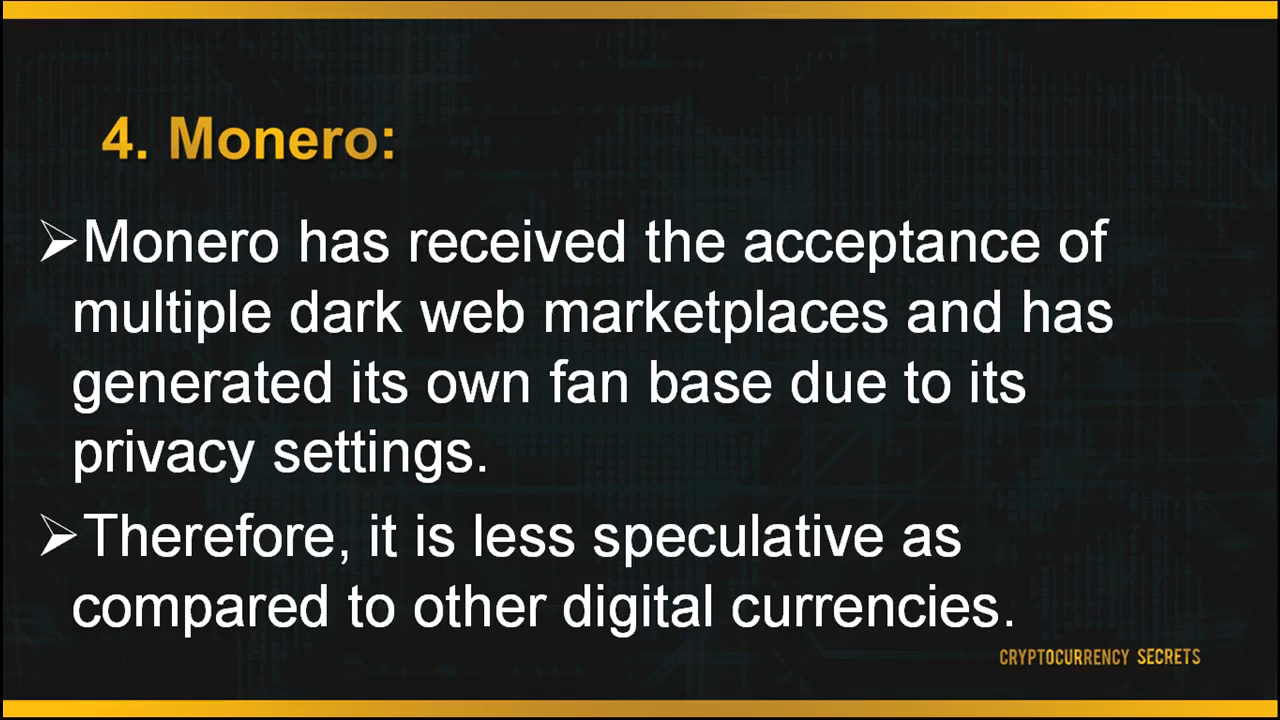 4. Monero:
➢Monero has received the acceptance of
multiple dark web marketplaces and has
generated its own fan base due to its
privacy settings.
➢Therefore, it is less speculative as
compared to other digital currencies.
CRYPTOCURRENCY SECRETS